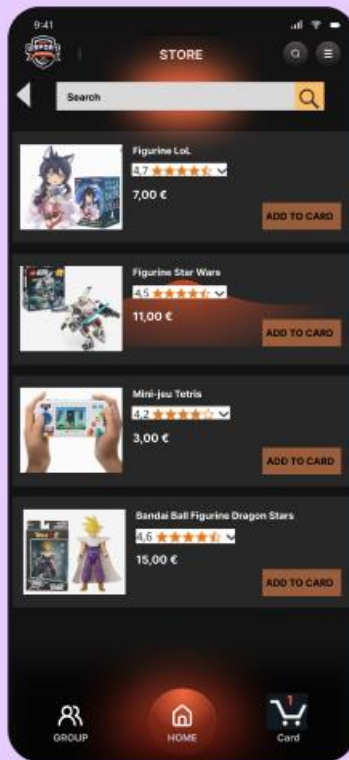 9:41
ESPORT
STORE
Search
Figurine LoL
4,7
7,00 €
ADD TO CARD
Figurine Star Wars
4,5
11,00 €
ADD TO CARD
Mini-jeu Tetris
4,2
3,00 €
ADD TO CARD
Bandai Ball Figurine Dragon Stars
4,6
15,00 €
ADD TO CARD
GROUP
HOME
1
Card